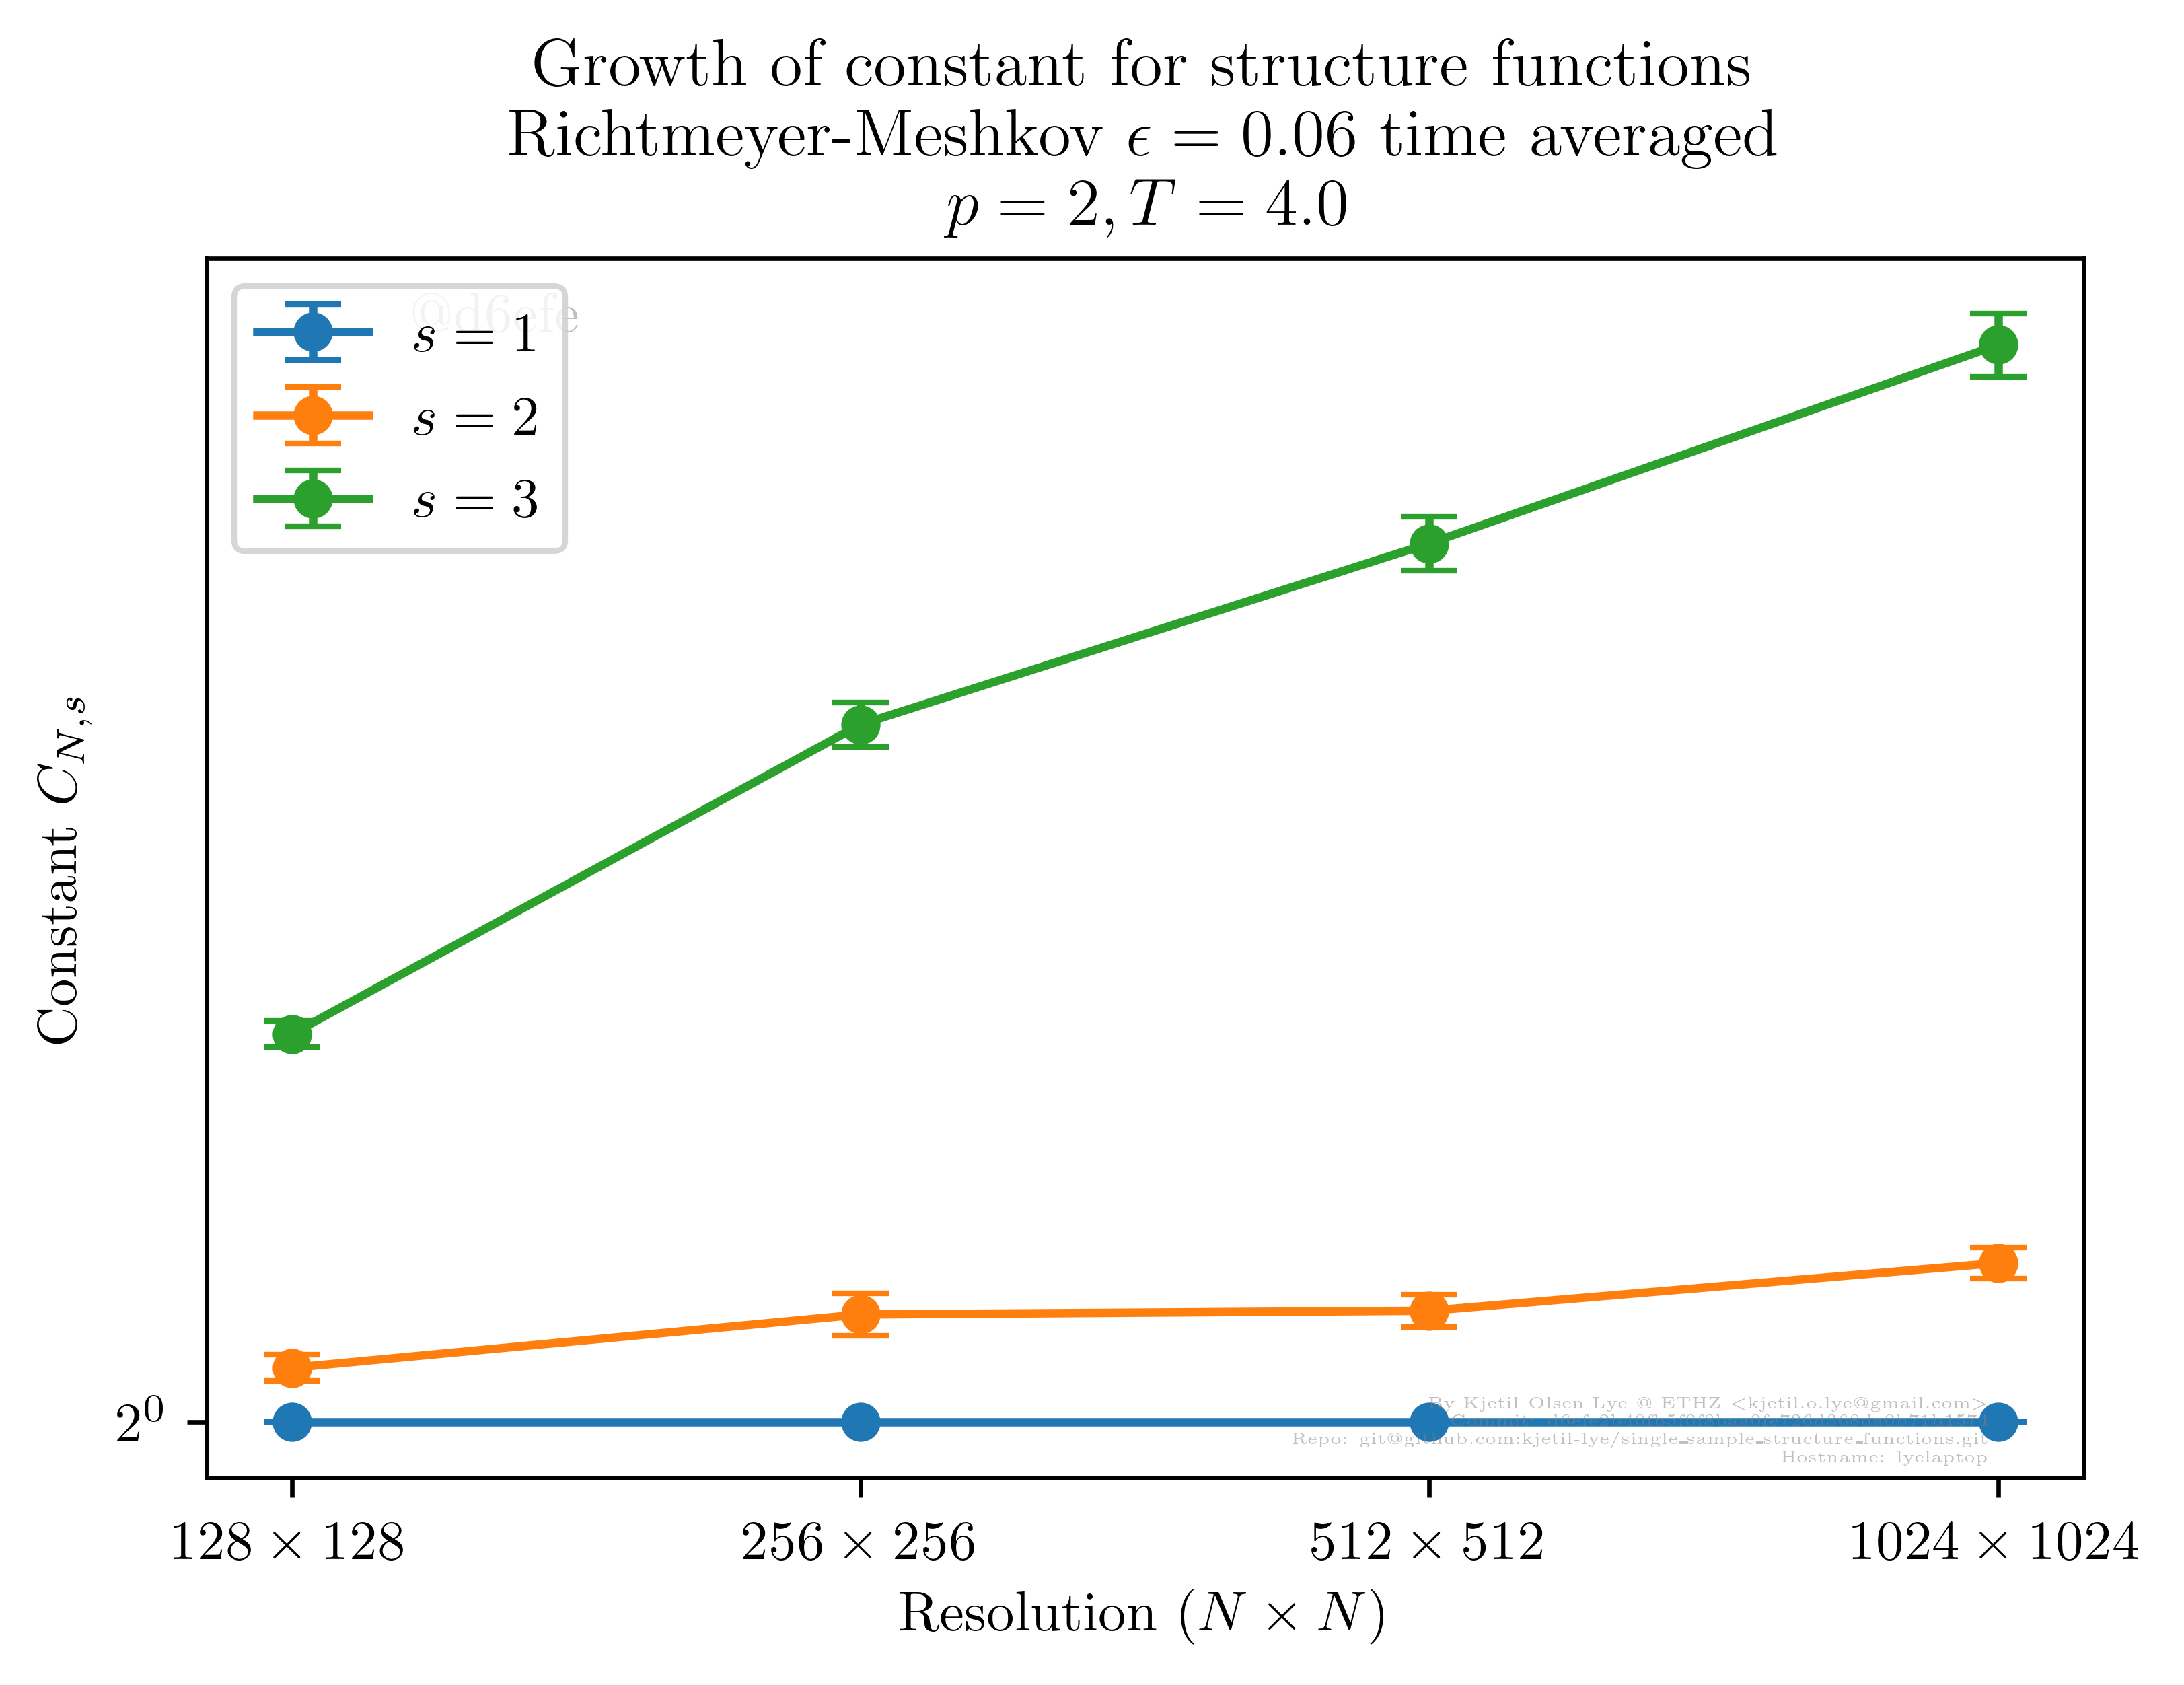 Growth of constant for structure functions
Richtmeyer-Meshkov ϵ = 0.06 time averaged
p = 2, T = 4.0
@d6efe
s = 1
s = 2
s = 3
Constant C_{N,s}
2^0
By Kjetil Olsen Lye @ ETHZ <kjetil.o.lye@gmail.com>
Commit:
Repo: git@github.com:kjetil-lye/single_sample_structure_functions.git
Hostname: lyelaptop
128 × 128
256 × 256
512 × 512
1024 × 1024
Resolution (N × N)